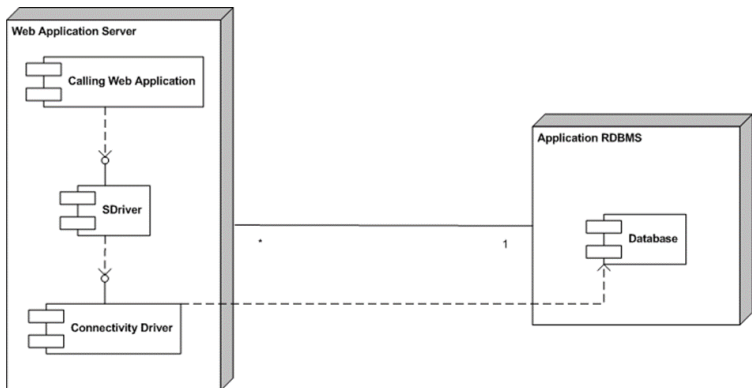 Web Application Server
Calling Web Application
SDriver
Connectivity Driver
*
1
Application RDBMS
Database